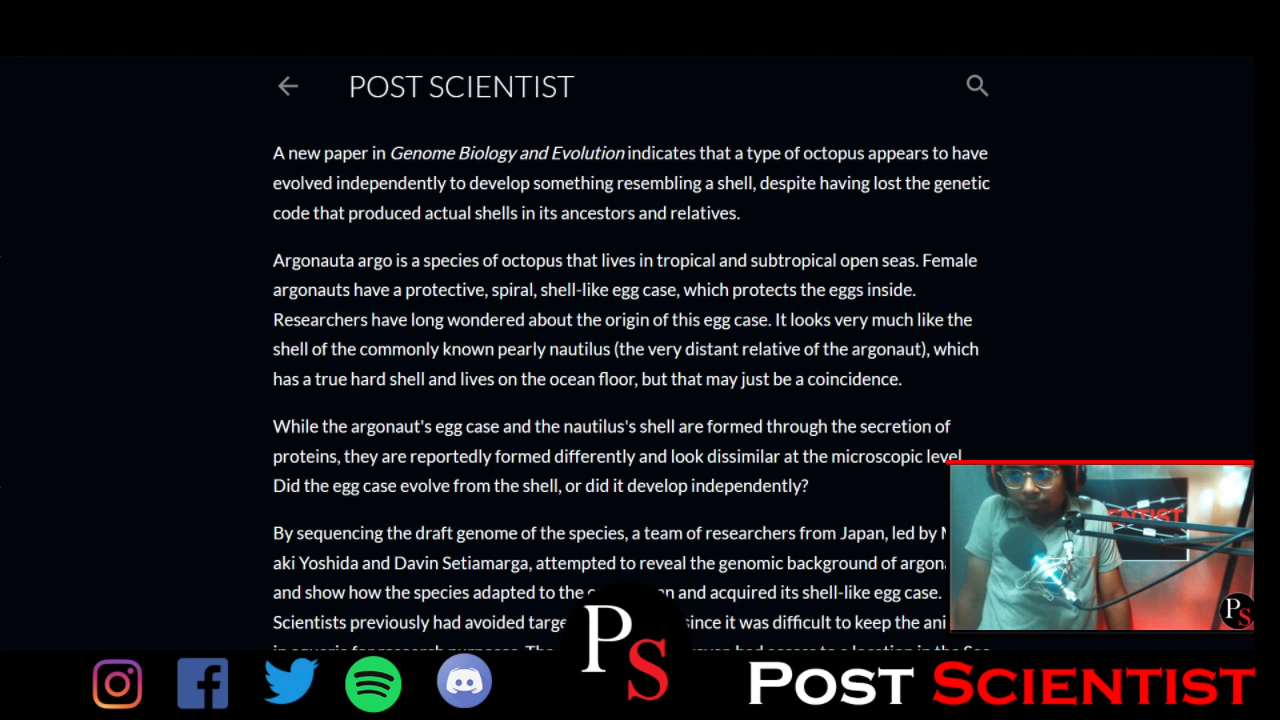 POST SCIENTIST
A new paper in Genome Biology and Evolution indicates that a type of octopus appears to have
evolved independently to develop something resembling a shell, despite having lost the genetic
code that produced actual shells in its ancestors and relatives.
Argonauta argo is a species of octopus that lives in tropical and subtropical open seas. Female
argonauts have a protective, spiral, shell-like egg case, which protects the eggs inside.
Researchers have long wondered about the origin of this egg case. It looks very much like the
shell of the commonly known pearly nautilus (the very distant relative of the argonaut), which
has a true hard shell and lives on the ocean floor, but that may just be a coincidence.
While the argonaut's egg case and the nautilus's shell are formed through the secretion of
proteins, they are reportedly formed differently and look dissimilar at the microscopic level
Did the egg case evolve from the shell, or did it develop independently?
By sequencing the draft genome of the species, a team of researchers from Japan, led by
aki Yoshida and Davin Setiamarga, attempted to reveal the genomic background of argon
and show how the species adapted to the and acquired its shell-like egg case.
Scientists previously had avoided targe since it was difficult to keep the ani
ENTIST
PS
PS
POST SCIENTIST